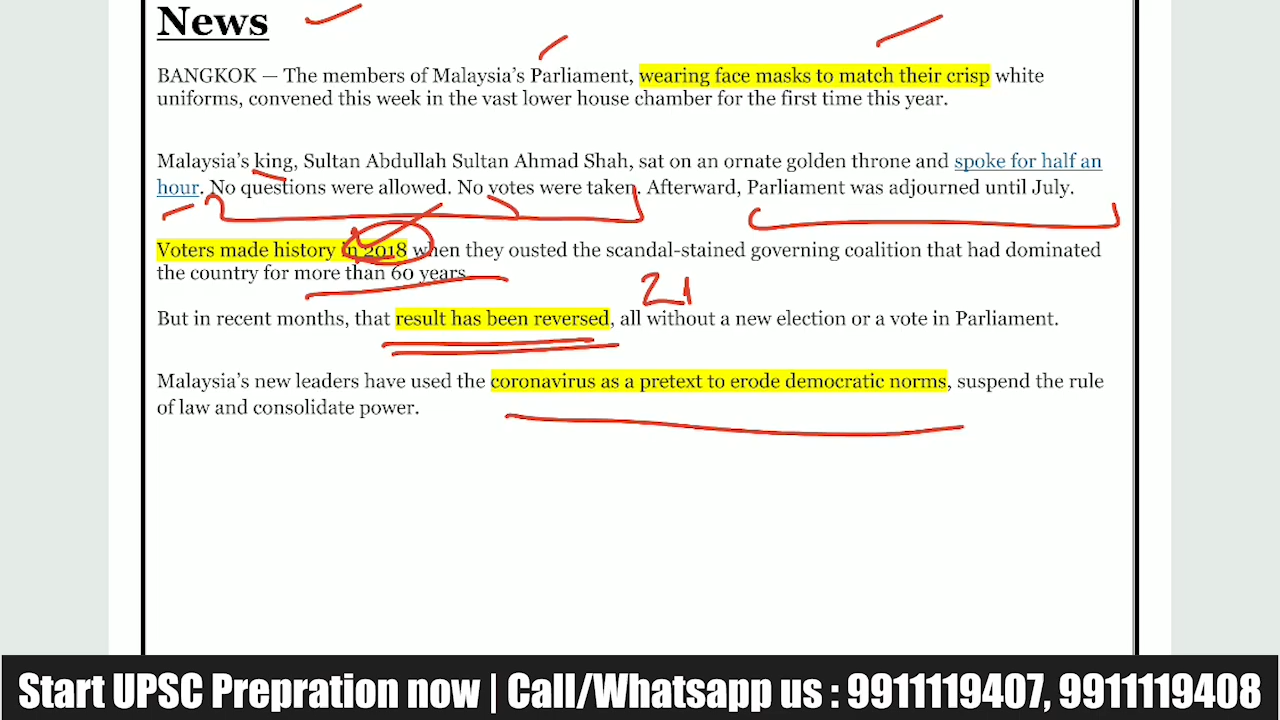 News
BANGKOK — The members of Malaysia's Parliament, wearing face masks to match their crisp white
uniforms, convened this week in the vast lower house chamber for the first time this year.
Malaysia's king, Sultan Abdullah Sultan Ahmad Shah, sat on an ornate golden throne and spoke for half an
hour. No questions were allowed. No votes were taken. Afterward, Parliament was adjourned until July.
Voters made history in 2018 when they ousted the scandal-stained governing coalition that had dominated
the country for more than 60 years.
21
But in recent months, that result has been reversed, all without a new election or a vote in Parliament.
Malaysia's new leaders have used the coronavirus as a pretext to erode democratic norms, suspend the rule
of law and consolidate power.
Start UPSC Prepration now | Call/Whatsapp us : 9911119407, 9911119408